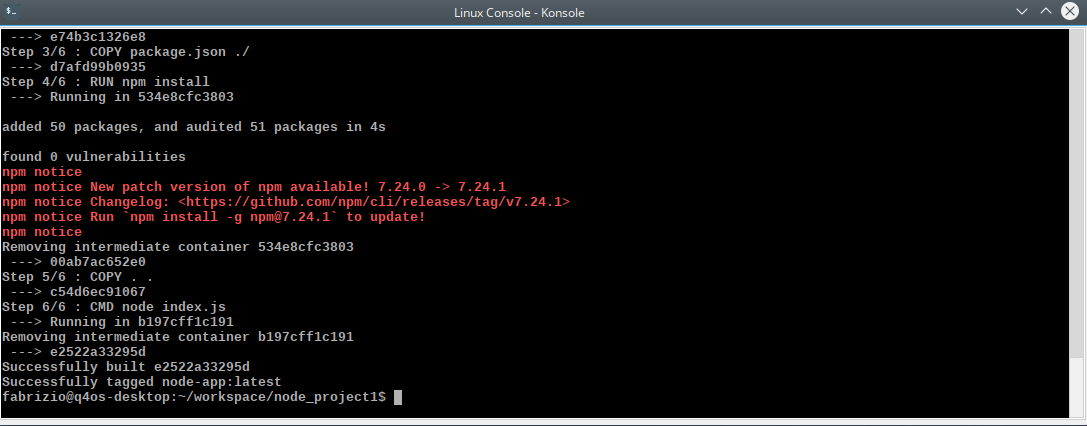 Linux Console - Konsole
 ---> e74b3c1326e8
Step 3/6 : COPY package.json ./
 ---> d7afd99b0935
Step 4/6 : RUN npm install
 ---> Running in 534e8cfc3803

added 50 packages, and audited 51 packages in 4s

found 0 vulnerabilities
npm notice
npm notice New patch version of npm available! 7.24.0 -> 7.24.1
npm notice Changelog: <https://github.com/npm/cli/releases/tag/v7.24.1>
npm notice Run `npm install -g npm@7.24.1` to update!
npm notice
Removing intermediate container 534e8cfc3803
 ---> 00ab7ac652e0
Step 5/6 : COPY . .
 ---> c54d6ec91067
Step 6/6 : CMD node index.js
 ---> Running in b197cff1c191
Removing intermediate container b197cff1c191
 ---> e2522a33295d
Successfully built e2522a33295d
Successfully tagged node-app:latest
fabrizio@q4os-desktop:~/workspace/node_project1$